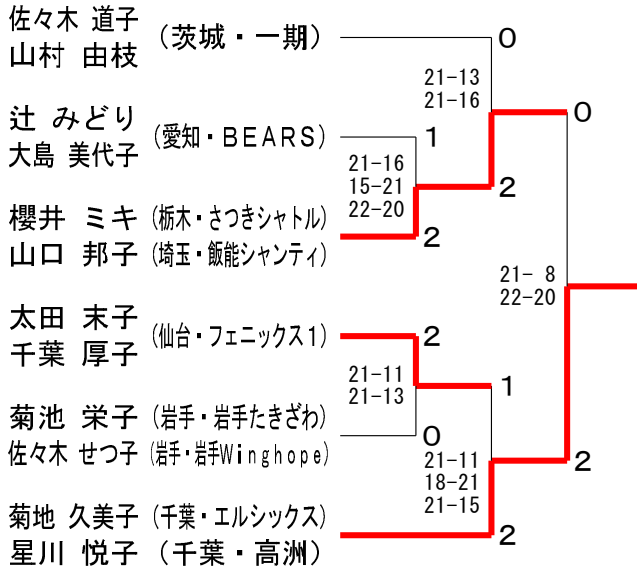 佐々木 道子
山村 由枝
(茨城・一期)
0
21-13
21-16
0
辻 みどり
大島 美代子
(愛知・BEARS)
1
21-16
15-21
22-20
2
櫻井 ミキ (栃木・さつきシャトル)
山口 邦子 (埼玉・飯能シャンティ)
2
21- 8
22-20
太田 末子
千葉 厚子
(仙台・フェニックス1)
2
21-11
21-13
1
菊池 栄子 (岩手・岩手たきざわ)
佐々木 せつ子 (岩手・岩手Winghope)
0
21-11
18-21
21-15
2
菊地 久美子 (千葉・エルシックス)
星川 悦子 (千葉・高洲)
2